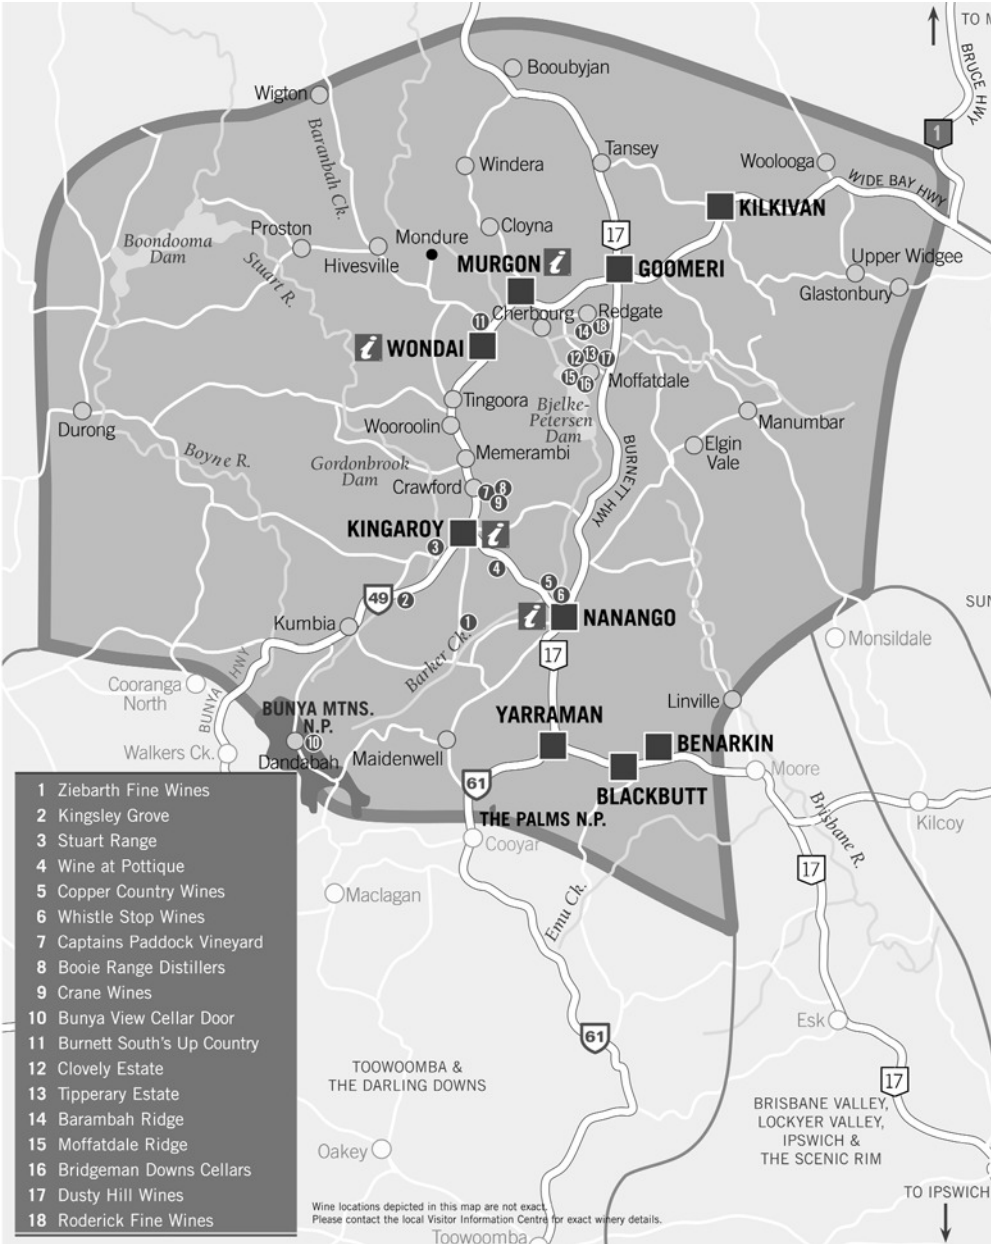 TO
BRUCE HWY
1
Booubyjan
Wigton
Baranbah Ck.
Windera
Tansey
Woolooga
WIDE BAY HWY
KILKIVAN
Proston
Cloyna
Boondooma
Dam
Mondure
17
Stuart R.
Hivesville
MURGON
i
GOOMERI
Upper Widgee
Glastonbury
Cherbourg
Redgate
11
14
18
i
WONDAI
12
13
17
15
16
Moffatdale
Tingoora
Bjelke-
Petersen
Dam
Durong
Wooroolin
Manumbar
Boyne R.
Gordonbrook
Dam
Memerambi
BURNETT HWY
Elgin
Vale
Crawford
7
8
9
KINGAROY
i
3
4
49
2
5
6
i
NANANGO
SUN
Kumbia
1
Barker Ck.
17
Monsildale
Cooranga
North
BUNYA HWY
BUNYA MTNS.
N.P.
Linville
YARRAMAN
Walkers Ck.
10
Dandabah
Maidenwell
BENARKIN
Moore
61
BLACKBUTT
THE PALMS N.P.
Brisbane R.
Kilcoy
Cooyar
17
Maclagan
Emu Ck.
1 Ziebarth Fine Wines
2 Kingsley Grove
3 Stuart Range
4 Wine at Pottique
5 Copper Country Wines
6 Whistle Stop Wines
7 Captains Paddock Vineyard
8 Booie Range Distillers
9 Crane Wines
10 Bunya View Cellar Door
11 Burnett South's Up Country
12 Clovely Estate
13 Tipperary Estate
14 Barambah Ridge
15 Moffatdale Ridge
16 Bridgeman Downs Cellars
17 Dusty Hill Wines
18 Roderick Fine Wines
Esk
61
TOOWOOMBA &
THE DARLING DOWNS
17
BRISBANE VALLEY,
LOCKYER VALLEY,
IPSWICH &
THE SCENIC RIM
Oakey
TO IPSWICH
Wine locations depicted in this map are not exact.
Please contact the local Visitor Information Centre for exact winery details.
Toowoomba